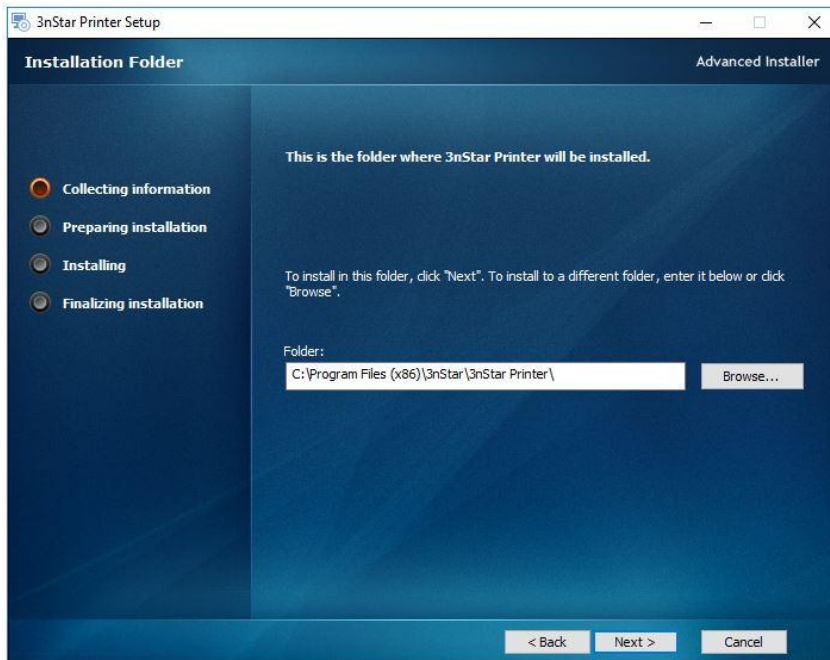 3nStar Printer Setup
Installation Folder
Advanced Installer
This is the folder where 3nStar Printer will be installed.
Collecting information
Preparing installation
Installing
Finalizing installation
To install in this folder, click "Next". To install to a different folder, enter it below or click
"Browse".
Folder:
C:\Program Files (x86)\3nStar\3nStar Printer\
Browse...
< Back
Next >
Cancel